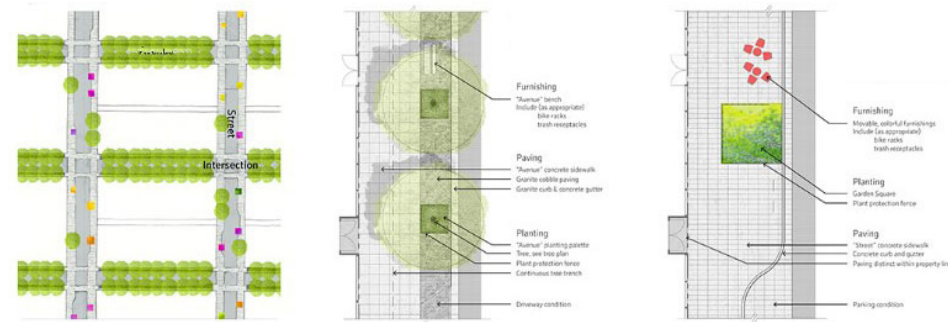 Street
Intersection
Furnishing
"Avenue" bench
Include (as appropriate)
bike racks
trash receptacles
Paving
"Avenue" concrete sidewalk
Granite cobble paving
Granite curb & concrete gutter
Planting
"Avenue" planting palette
Tree, see tree plan
Plant protection fence
Continuous tree trench
Driveway condition
Furnishing
Movable, colorful furnishings
Include (as appropriate)
bike racks
trash receptacles
Planting
Garden Square
Plant protection fence
Paving
"Street" concrete sidewalk
Concrete curb and gutter
Paving distinct within property lin
Parking condition